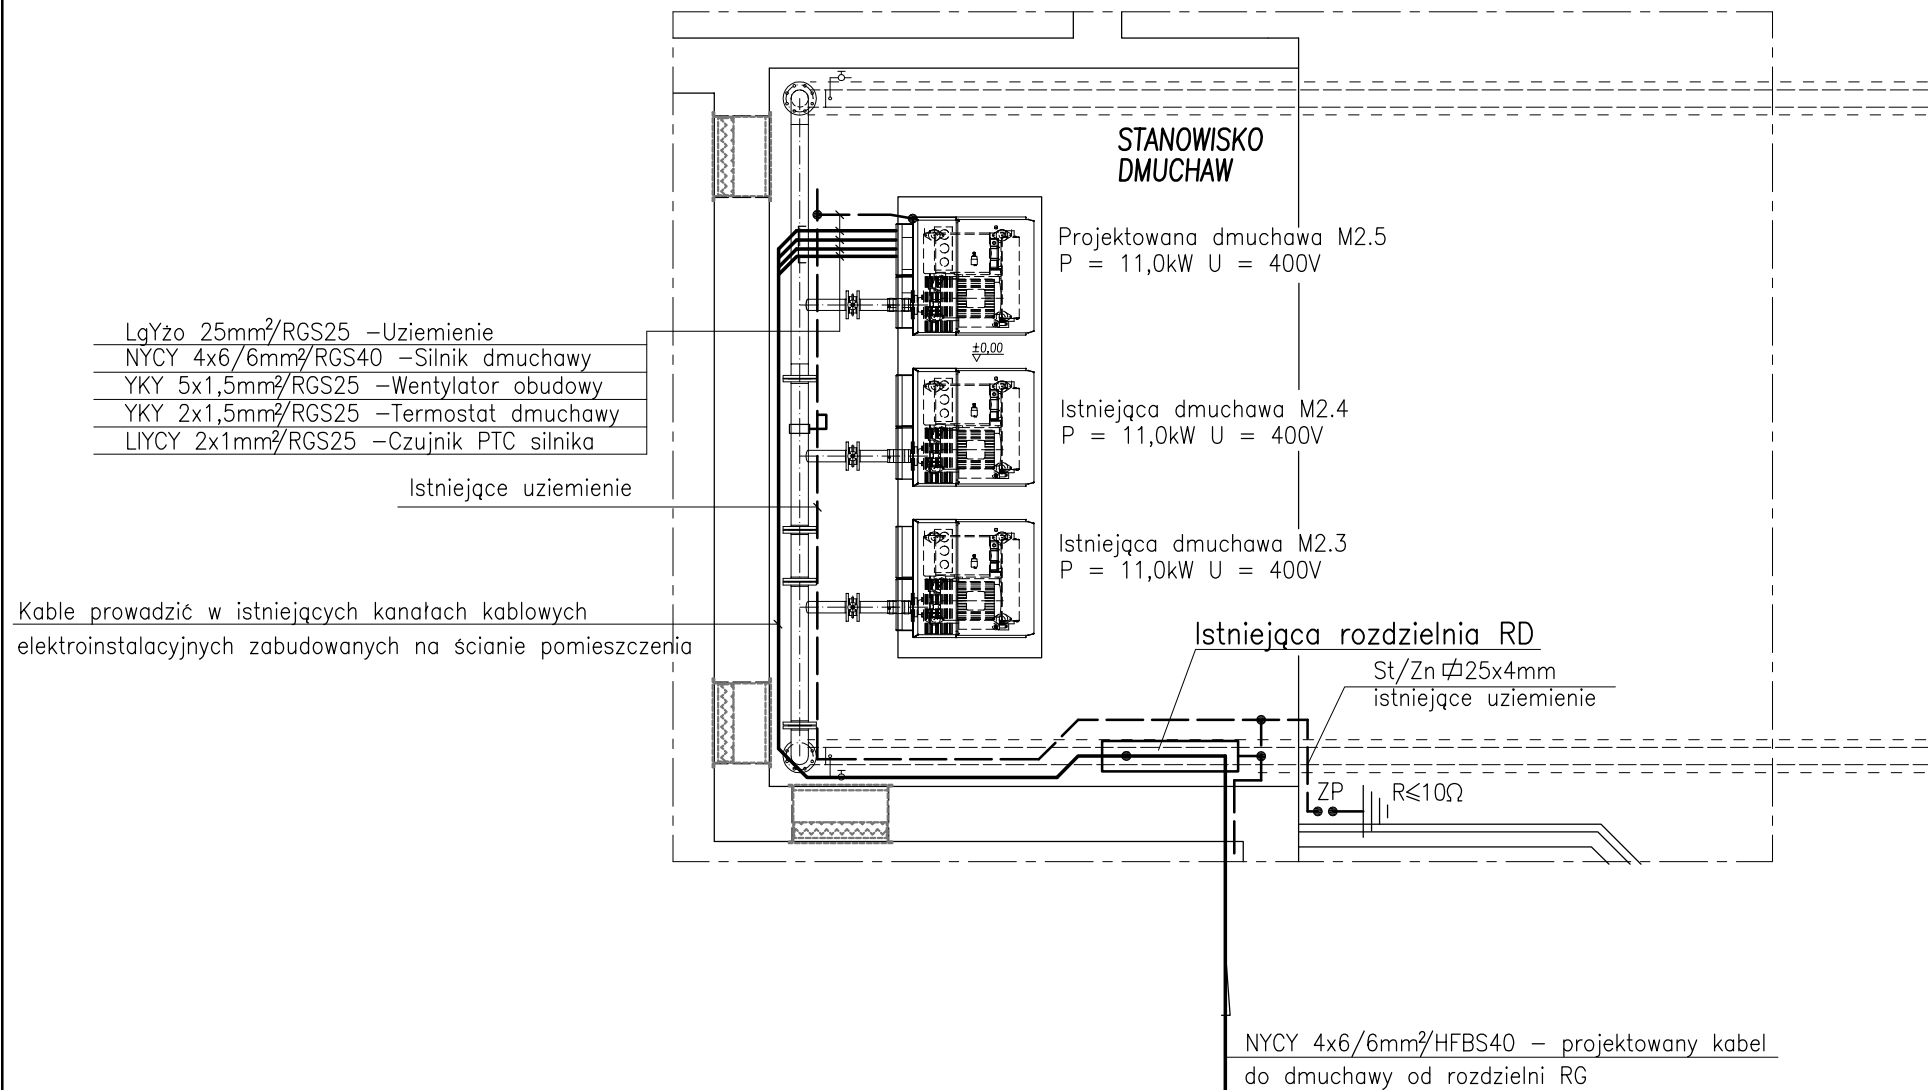 STANOWISKO
DMUCHAW
Projektowana dmuchawa M2.5
P = 11,0kW U = 400V
LgYżo 25mm²/RGS25 –Uziemienie
NYCY 4x6/6mm²/RGS40 –Silnik dmuchawy
YKY 5x1,5mm²/RGS25 –Wentylator obudowy
YKY 2x1,5mm²/RGS25 –Termostat dmuchawy
LIYCY 2x1mm²/RGS25 –Czujnik PTC silnika
±0,00
Istniejąca dmuchawa M2.4
P = 11,0kW U = 400V
Istniejące uziemienie
Istniejąca dmuchawa M2.3
P = 11,0kW U = 400V
Kable prowadzić w istniejących kanałach kablowych
elektroinstalacyjnych zabudowanych na ścianie pomieszczenia
Istniejąca rozdzielnia RD
St/Zn 25x4mm
istniejące uziemienie
ZP R≤10Ω
NYCY 4x6/6mm²/HFBS40 – projektowany kabel
do dmuchawy od rozdzielni RG